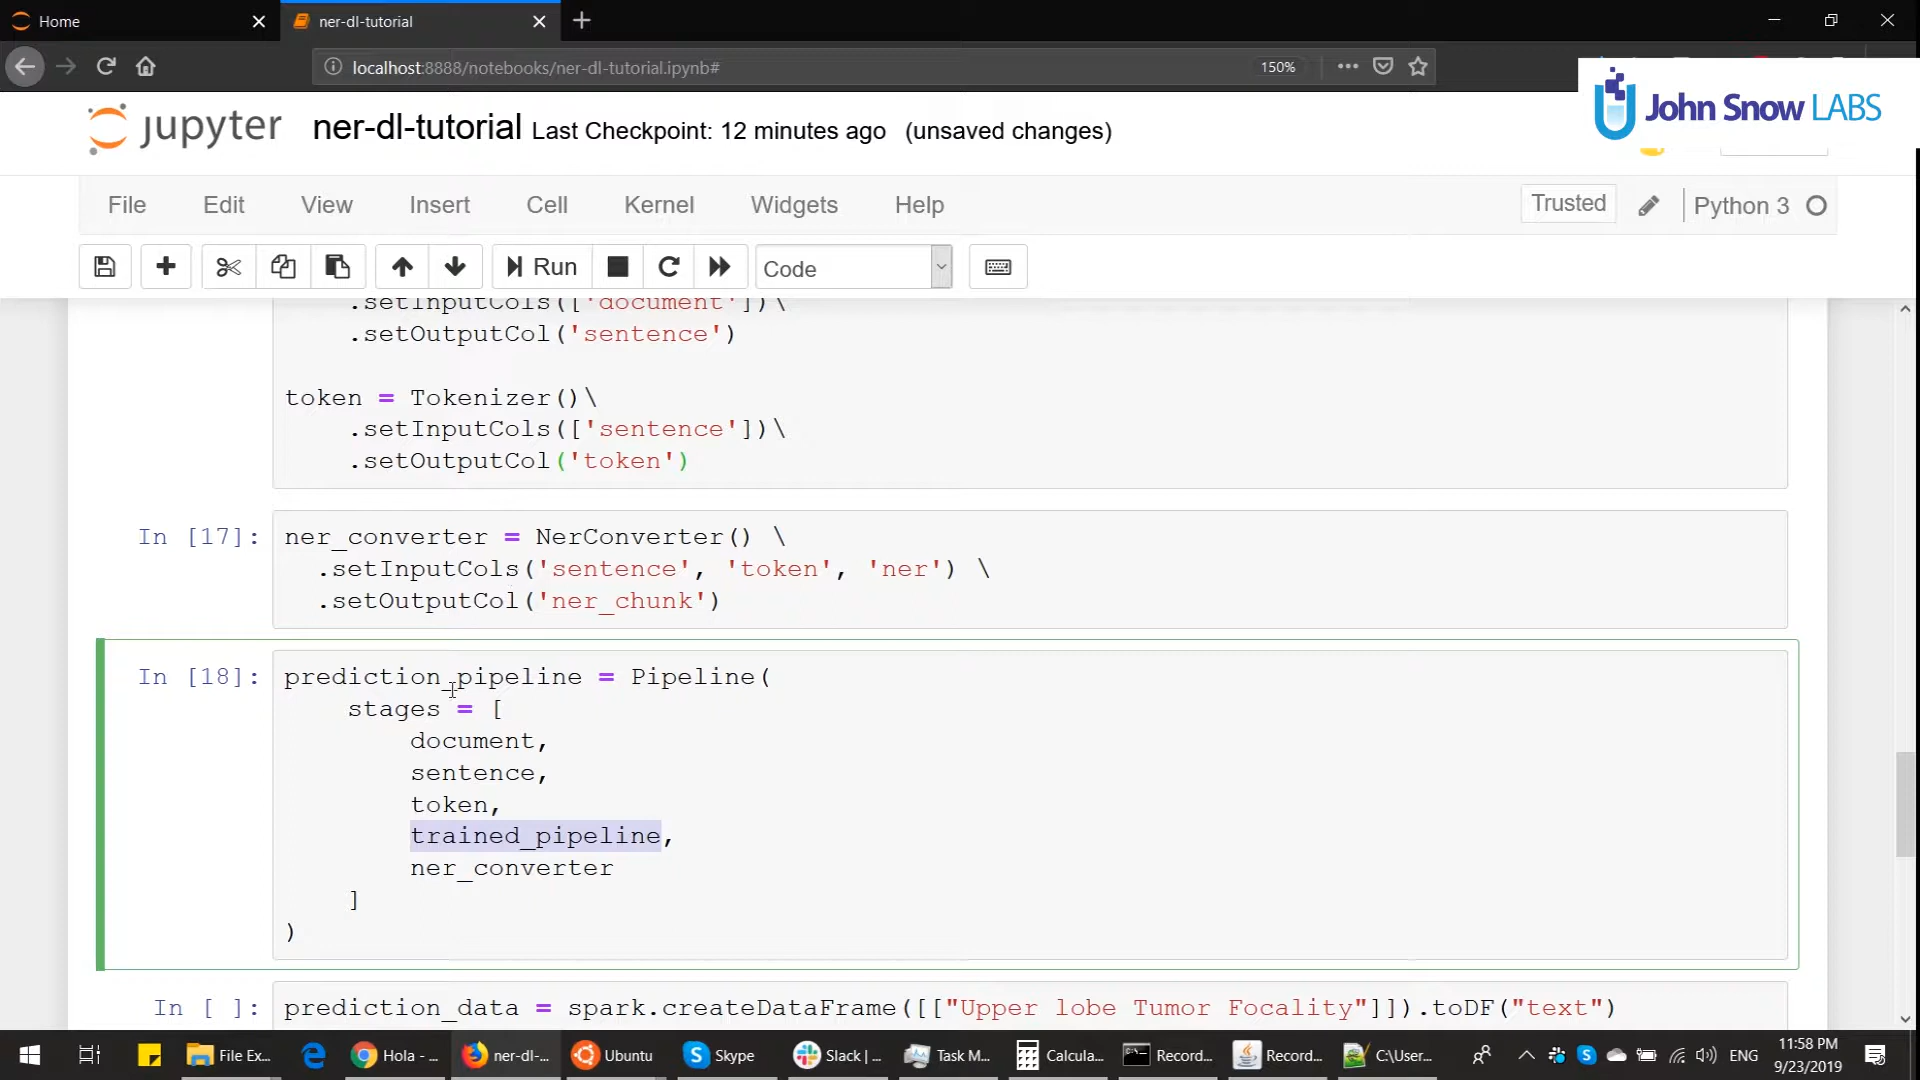 Home
ner-dl-tutorial
localhost:8888/notebooks/ner-dl-tutorial.ipynb#
150%
John Snow LABS
jupyter
ner-dl-tutorial Last Checkpoint: 12 minutes ago (unsaved changes)
File Edit View Insert Cell Kernel Widgets Help
Trusted
Python 3
Run
Code
.setInputCols(['document'])\
.setOutputCol('sentence')
token = Tokenizer()\
.setInputCols(['sentence'])\
.setOutputCol('token')
In [17]:
ner_converter = NerConverter() \
.setInputCols('sentence', 'token', 'ner') \
.setOutputCol('ner_chunk')
In [18]:
prediction_pipeline = Pipeline(
stages = [
document,
sentence,
token,
trained_pipeline,
ner_converter
]
)
In [ ]:
prediction_data = spark.createDataFrame([["Upper lobe Tumor Focality"]]).toDF("text")
File Ex...
Hola - ...
ner-dl-...
Ubuntu
Skype
Slack | ...
Task M...
Calcula...
Record...
Record...
C:\User...
ENG
11:58 PM
9/23/2019